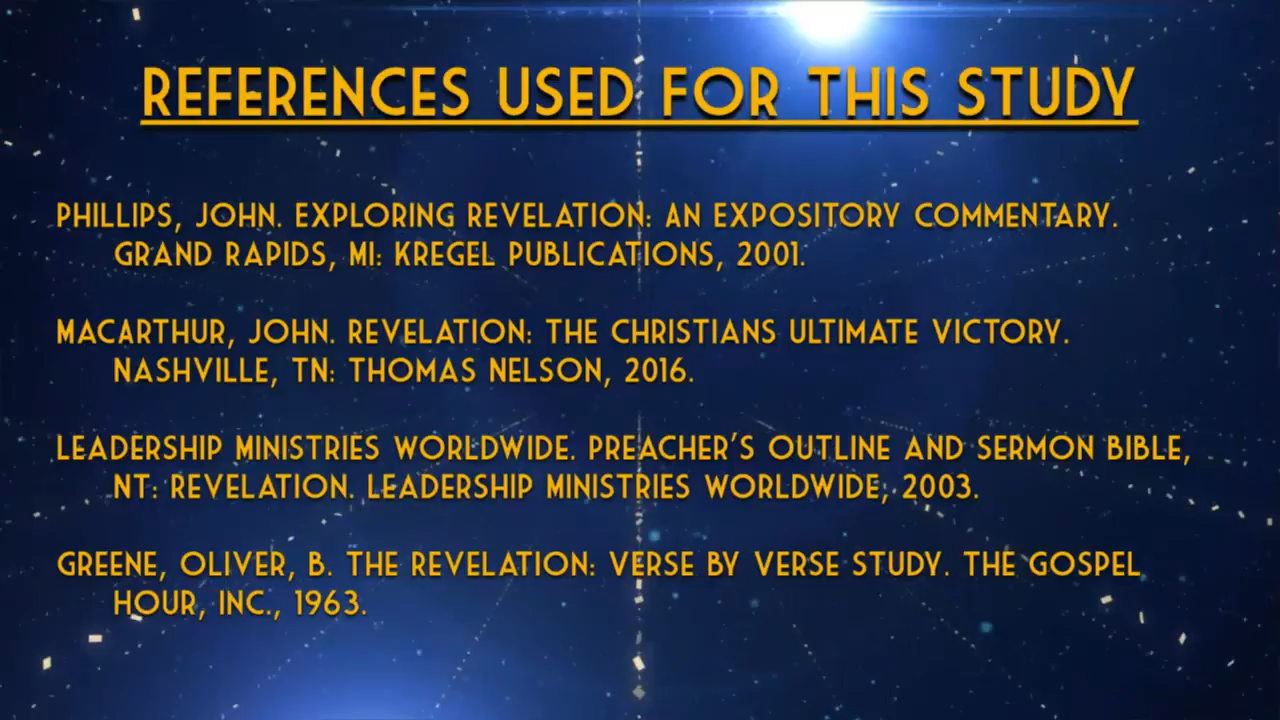 REFERENCES USED FOR THIS STUDY
PHILLIPS, JOHN. EXPLORING REVELATION: AN EXPOSITORY COMMENTARY.
GRAND RAPIDS, MI: KREGEL PUBLICATIONS, 2001.
MACARTHUR, JOHN. REVELATION: THE CHRISTIANS ULTIMATE VICTORY.
NASHVILLE, TN: THOMAS NELSON, 2016.
LEADERSHIP MINISTRIES WORLDWIDE. PREACHER'S OUTLINE AND SERMON BIBLE,
NT: REVELATION. LEADERSHIP MINISTRIES WORLDWIDE, 2003.
GREENE, OLIVER, B. THE REVELATION: VERSE BY VERSE STUDY. THE GOSPEL
HOUR, INC., 1963.